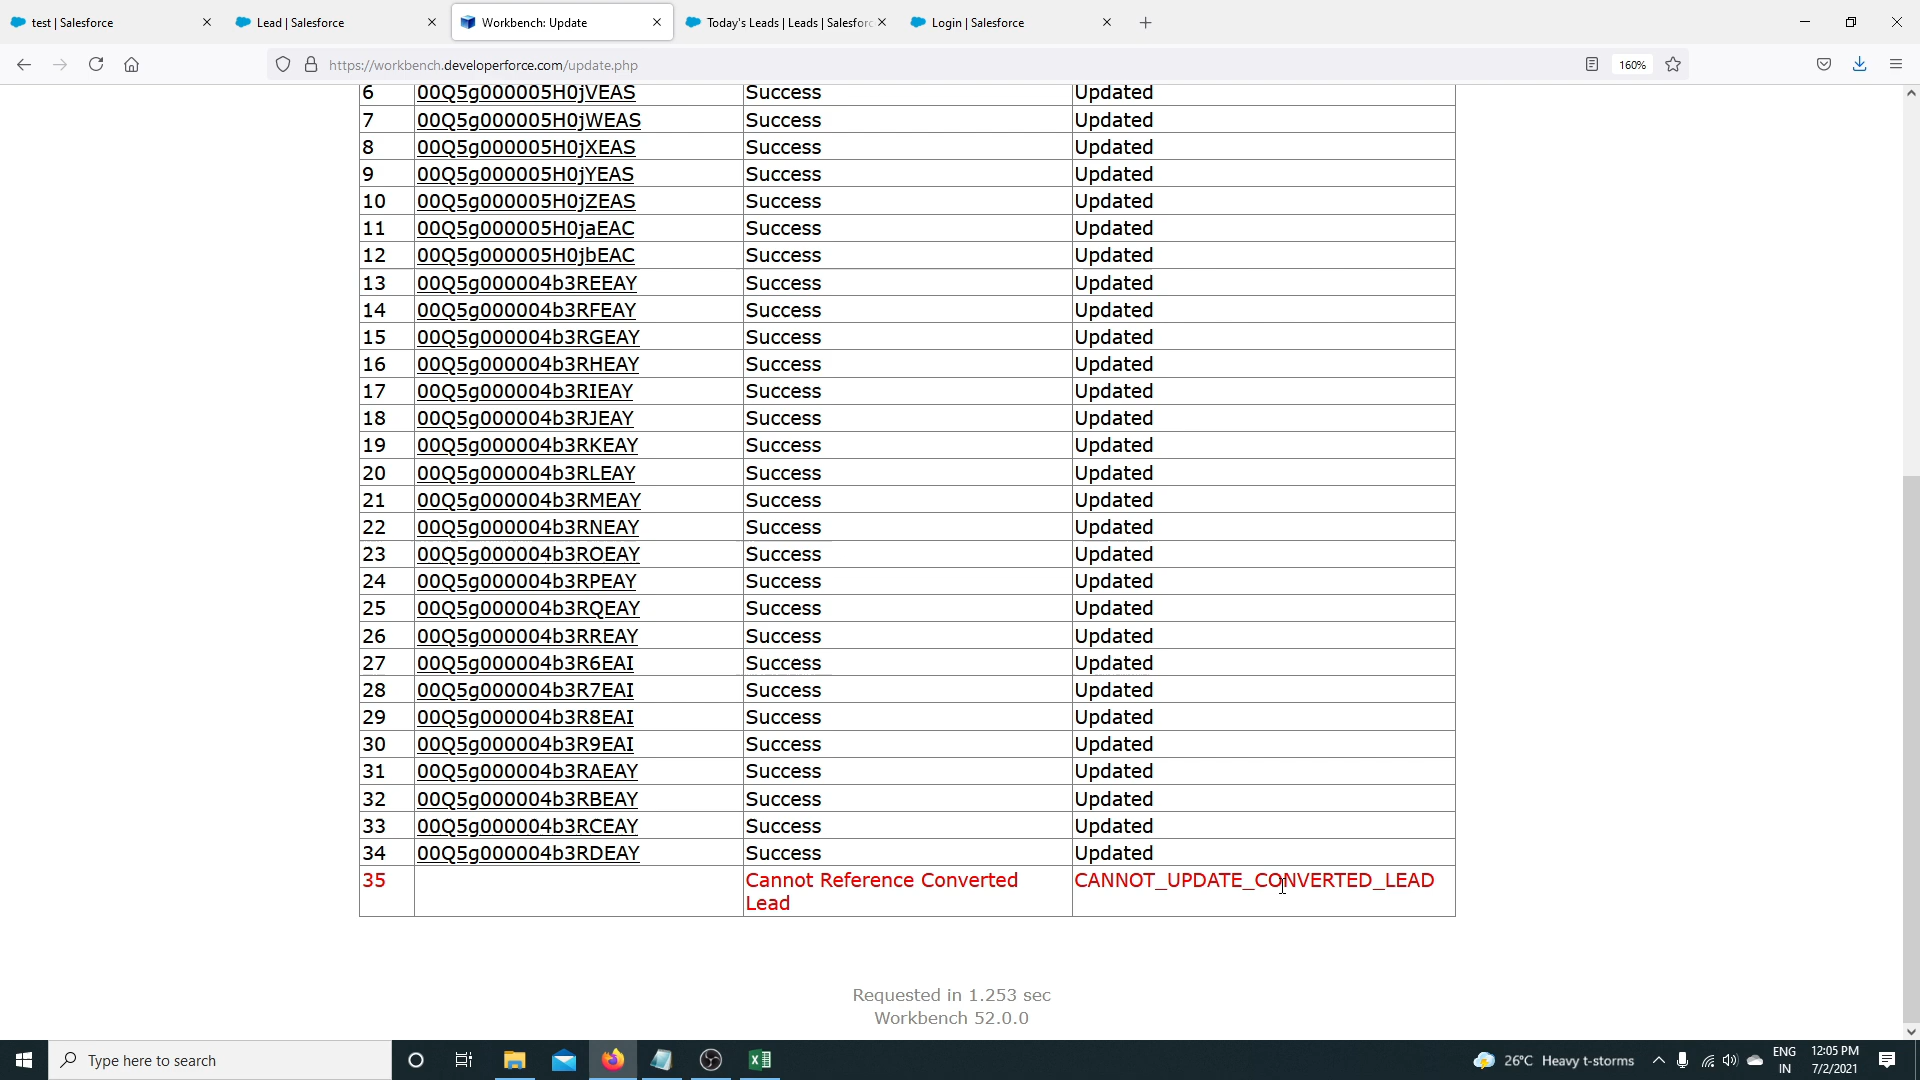 test | Salesforce
Lead | Salesforce
Workbench: Update
Today's Leads | Leads | Salesforc
Login | Salesforce
https://workbench.developerforce.com/update.php
160%
6 00Q5g000005H0jVEAS Success Updated
7 00Q5g000005H0jWEAS Success Updated
8 00Q5g000005H0jXEAS Success Updated
9 00Q5g000005H0jYEAS Success Updated
10 00Q5g000005H0jZEAS Success Updated
11 00Q5g000005H0jaEAC Success Updated
12 00Q5g000005H0jbEAC Success Updated
13 00Q5g000004b3REEAY Success Updated
14 00Q5g000004b3RFEAY Success Updated
15 00Q5g000004b3RGEAY Success Updated
16 00Q5g000004b3RHEAY Success Updated
17 00Q5g000004b3RIEAY Success Updated
18 00Q5g000004b3RJEAY Success Updated
19 00Q5g000004b3RKEAY Success Updated
20 00Q5g000004b3RLEAY Success Updated
21 00Q5g000004b3RMEAY Success Updated
22 00Q5g000004b3RNEAY Success Updated
23 00Q5g000004b3ROEAY Success Updated
24 00Q5g000004b3RPEAY Success Updated
25 00Q5g000004b3RQEAY Success Updated
26 00Q5g000004b3RREAY Success Updated
27 00Q5g000004b3R6EAI Success Updated
28 00Q5g000004b3R7EAI Success Updated
29 00Q5g000004b3R8EAI Success Updated
30 00Q5g000004b3R9EAI Success Updated
31 00Q5g000004b3RAEAY Success Updated
32 00Q5g000004b3RBEAY Success Updated
33 00Q5g000004b3RCEAY Success Updated
34 00Q5g000004b3RDEAY Success Updated
35 Cannot Reference Converted CANNOT_UPDATE_CONVERTED_LEAD
Lead
Requested in 1.253 sec
Workbench 52.0.0
Type here to search
26°C Heavy t-storms
ENG
IN
12:05 PM
7/2/2021